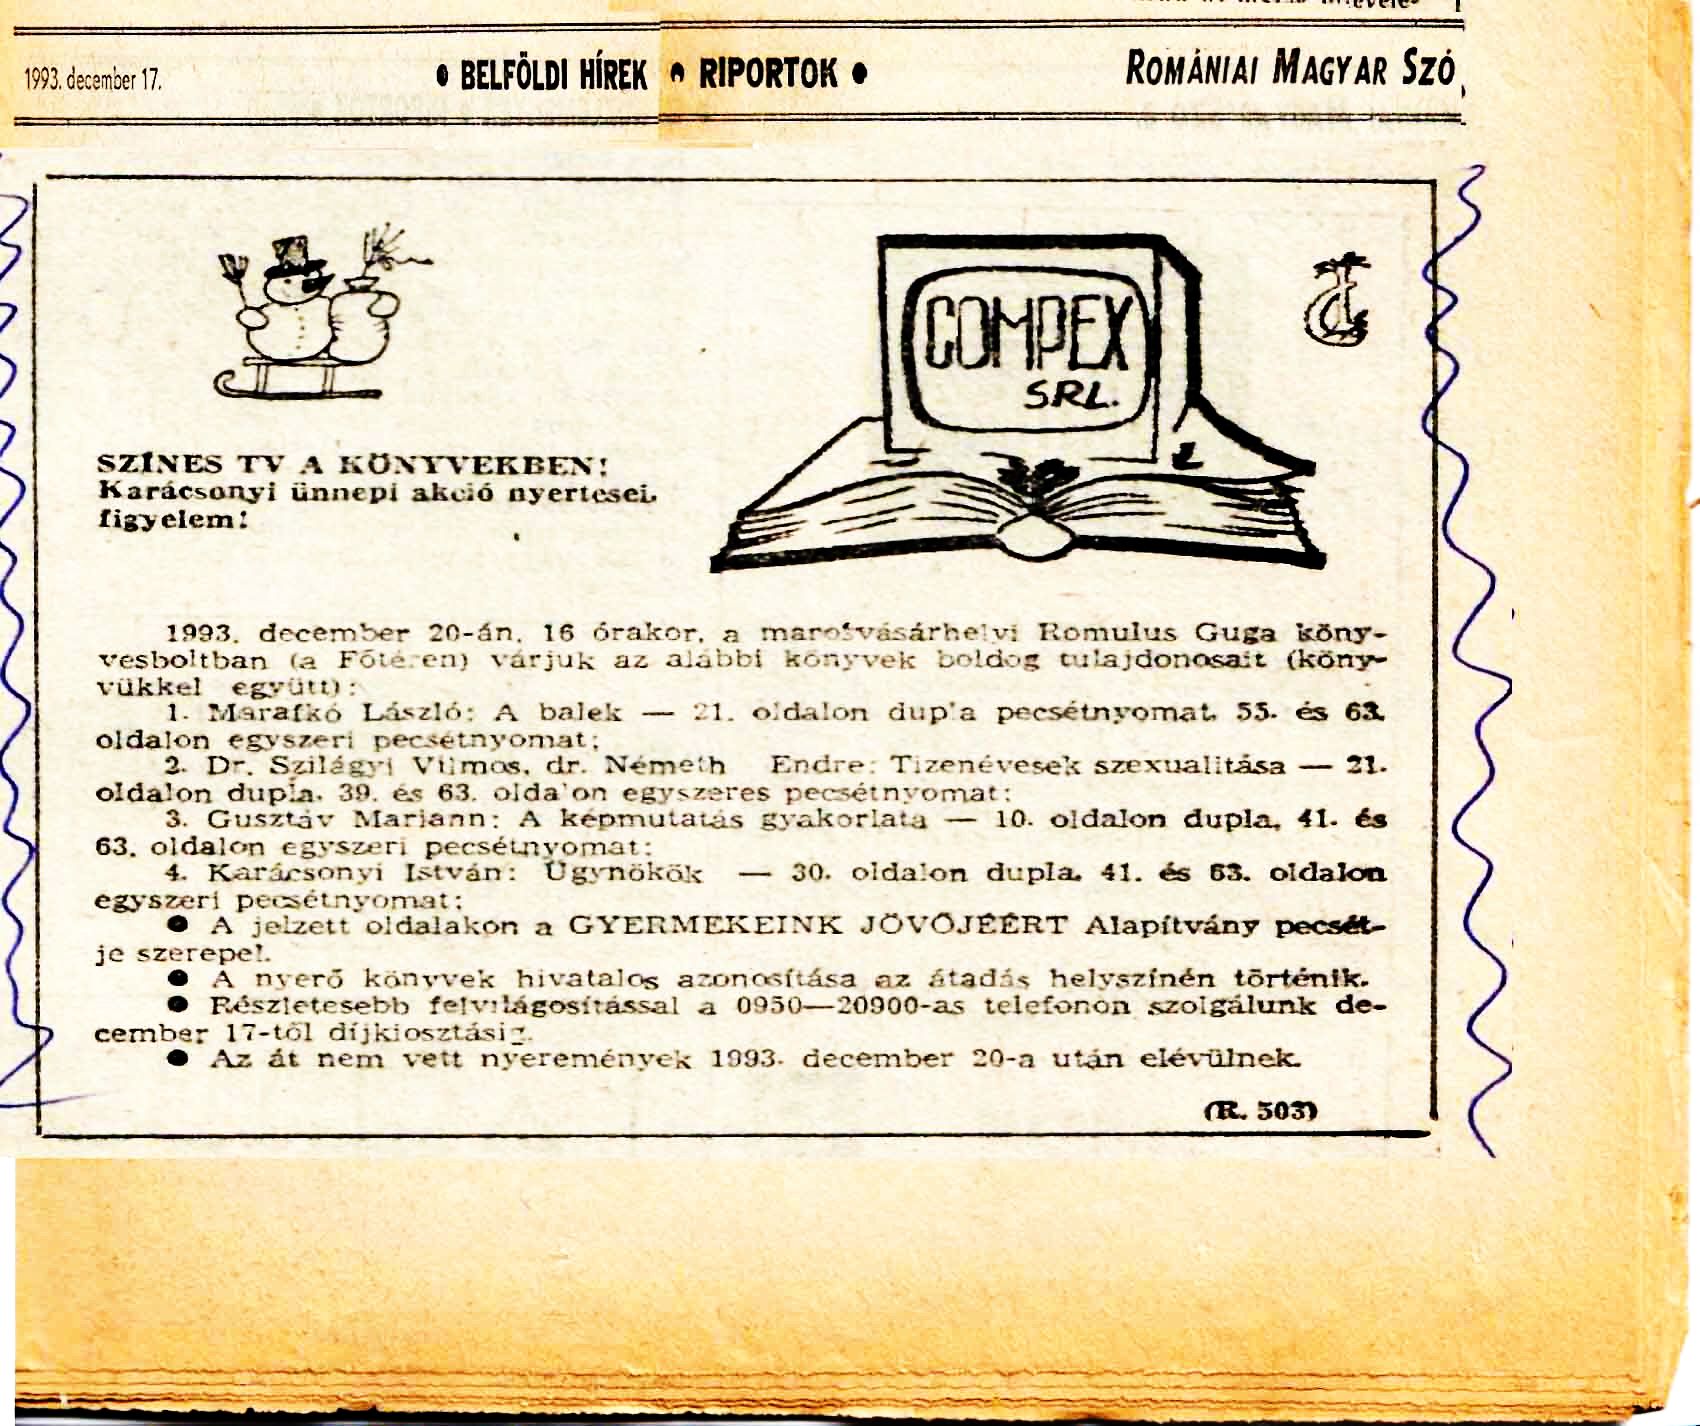 1993. december 17.
• BELFÖLDI HÍREK • RIPORTOK •
ROMÁNIAI MAGYAR SZÓ
COMPEX
S.R.L.
SZÍNES TV A KÖNYVEKBEN!
Karácsonyi ünnepi akció nyertesei,
figyelem!
1993. december 20-án, 16 órakor, a marosvásárhelyi Romulus Guga köny-
vesboltban (a Főtéren) várjuk az alábbi könyvek boldog tulajdonosait (köny-
vükkel együtt):
1. Marafkó László: A balek — 21. oldalon dupla pecsétnyomat, 55. és 63.
oldalon egyszeri pecsétnyomat;
2. Dr. Szilágyi Vilmos, dr. Németh Endre: Tizenévesek szexualitása — 21.
oldalon dupla, 39. és 63. oldalon egyszeres pecsétnyomat;
3. Gusztáv Mariann: A képmutatás gyakorlata — 10. oldalon dupla, 41. és
63. oldalon egyszeri pecsétnyomat;
4. Karácsonyi István: Ügynökök — 30. oldalon dupla, 41. és 63. oldalon
egyszeri pecsétnyomat;
● A jelzett oldalakon a GYERMEKEINK JÖVŐJÉÉRT Alapítvány pecsét-
je szerepel.
● A nyerő könyvek hivatalos azonosítása az átadás helyszínén történik.
● Részletesebb felvilágosítással a 0950—20900-as telefonon szolgálunk de-
cember 17-től díjkiosztásig.
● Az át nem vett nyeremények 1993. december 20-a után elévülnek.
(R. 503)